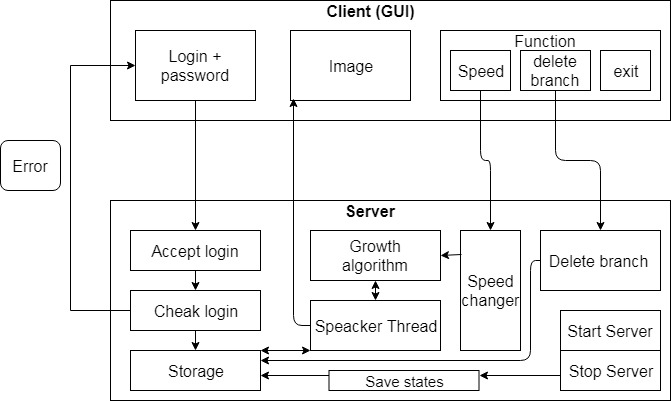 Client (GUI)
Login +
password
Image
Function
Speed
delete
branch
exit
Error
Server
Accept login
Growth
algorithm
Speed
changer
Delete branch
Cheak login
Speacker Thread
Start Server
Storage
Save states
Stop Server